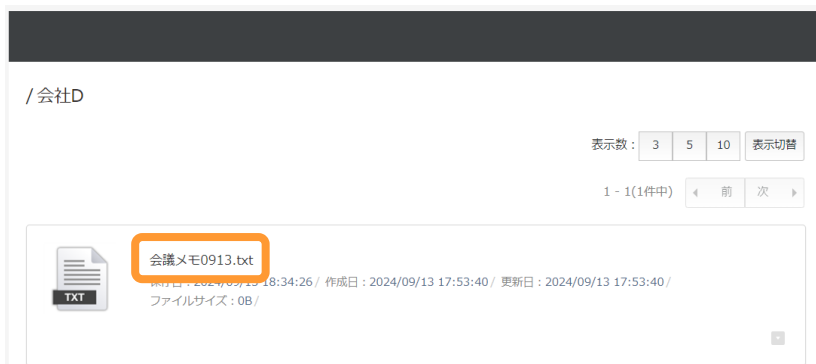 / 会社D
表示数 : 3 5 10 表示切替
1 - 1(1件中) 前 次
会議メモ0913.txt
保存日 : 2024/09/13 18:34:26 / 作成日 : 2024/09/13 17:53:40 / 更新日 : 2024/09/13 17:53:40 /
ファイルサイズ : 0B /
TXT